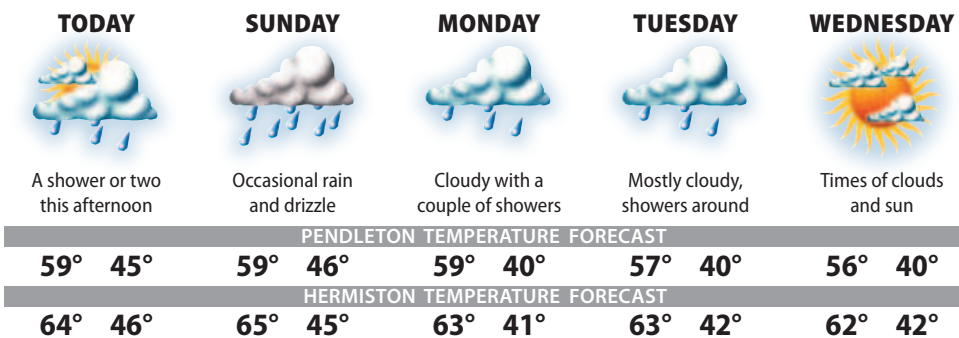 TODAY SUNDAY MONDAY TUESDAY WEDNESDAY
A shower or two
this afternoon
Occasional rain
and drizzle
Cloudy with a
couple of showers
Mostly cloudy,
showers around
Times of clouds
and sun
PENDLETON TEMPERATURE FORECAST
59° 45° 59° 46° 59° 40° 57° 40° 56° 40°
HERMISTON TEMPERATURE FORECAST
64° 46° 65° 45° 63° 41° 63° 42° 62° 42°